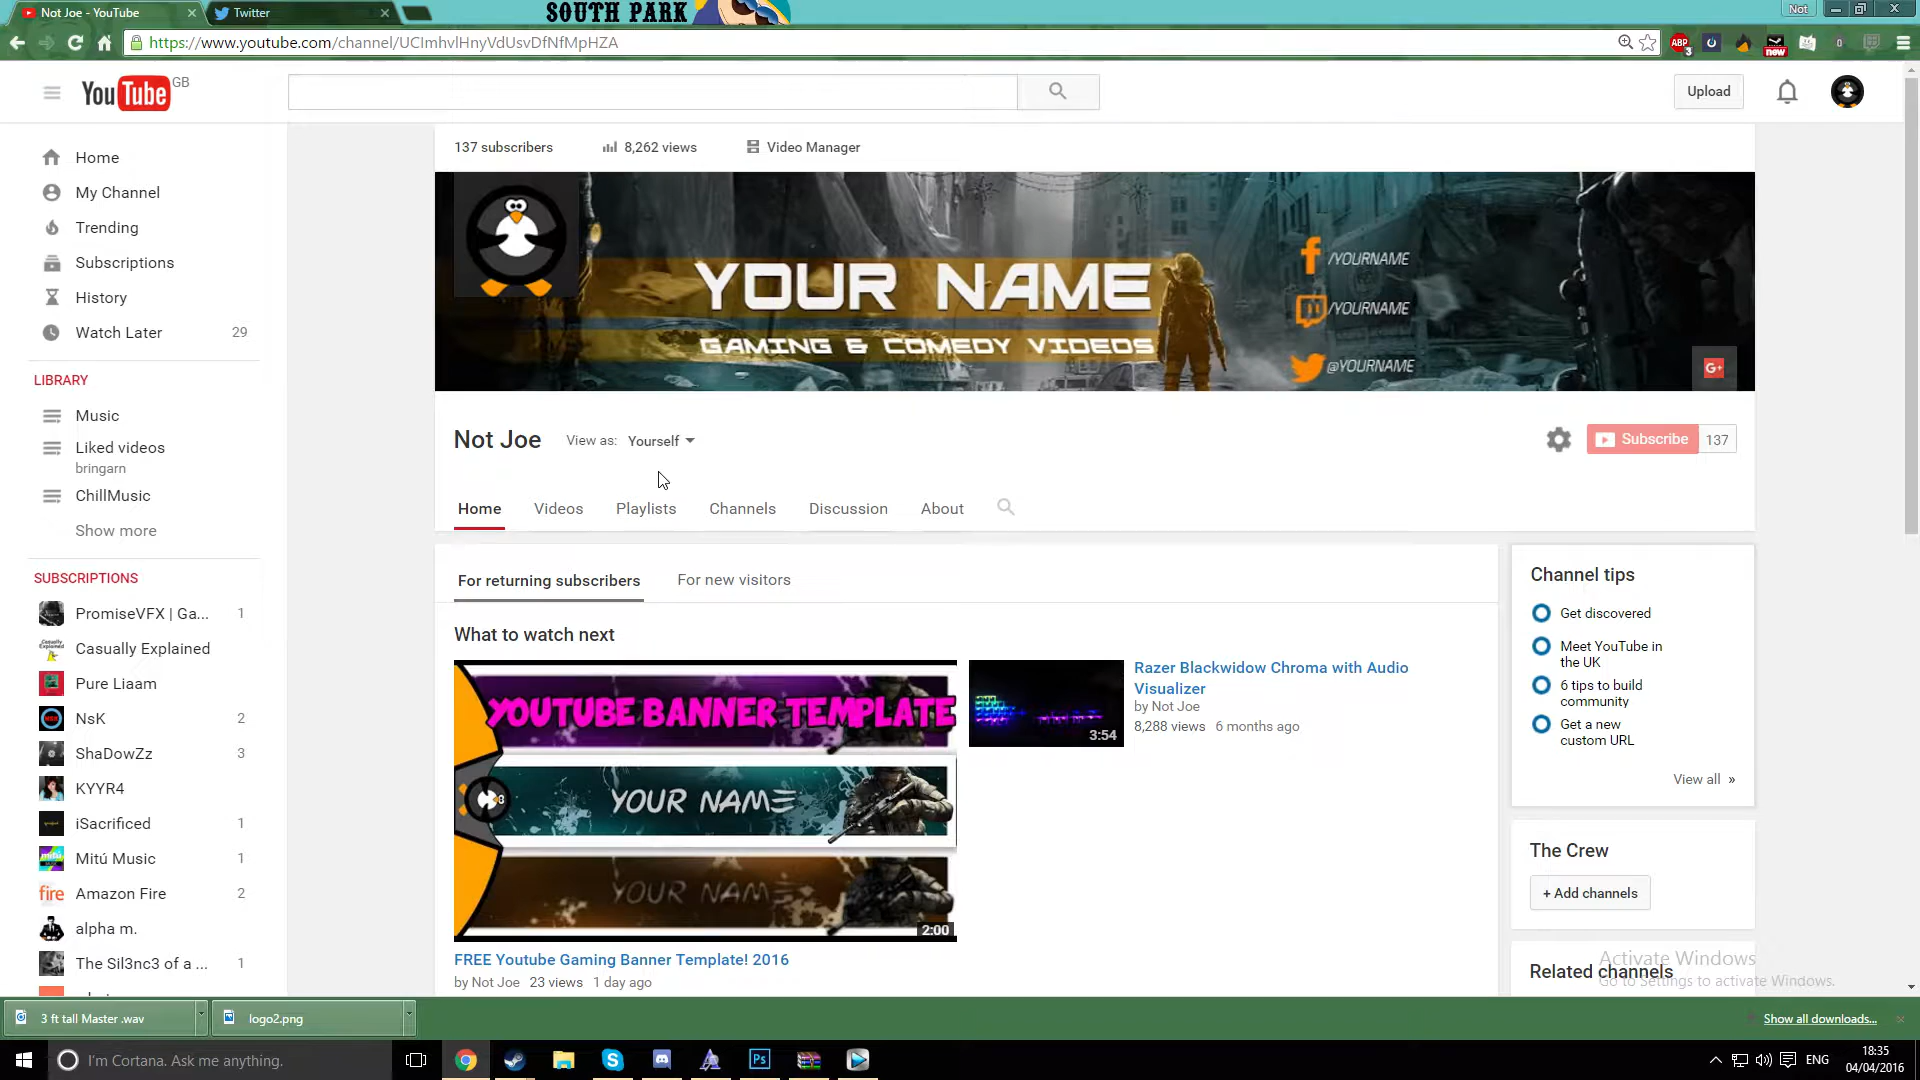 Not Joe - YouTube
Twitter
SOUTH PARK
Not
https://www.youtube.com/channel/UCImhvlHnyVdUsvDfNfMpHZA
ABP
3
new
0
YouTube GB
Upload
137 subscribers
8,262 views
Video Manager
Home
My Channel
Trending
Subscriptions
History
Watch Later 29
LIBRARY
Music
Liked videos
bringarn
ChillMusic
Show more
SUBSCRIPTIONS
PromiseVFX | Ga... 1
Casually Explained
Pure Liaam
NsK 2
ShaDowZz 3
KYYR4
iSacrificed 1
Mitú Music 1
fire Amazon Fire 2
alpha m.
The Sil3nc3 of a ... 1
YOUR NAME
GAMING & COMEDY VIDEOS
/YOURNAME
/YOURNAME
@YOURNAME
G+
Not Joe
View as: Yourself
Subscribe 137
Home
Videos
Playlists
Channels
Discussion
About
For returning subscribers
For new visitors
What to watch next
YOUTUBE BANNER TEMPLATE
YOUR NAME
YOUR NAME
2:00
FREE Youtube Gaming Banner Template! 2016
by Not Joe 23 views 1 day ago
3:54
Razer Blackwidow Chroma with Audio
Visualizer
by Not Joe
8,288 views 6 months ago
Channel tips
Get discovered
Meet YouTube in
the UK
6 tips to build
community
Get a new
custom URL
View all »
The Crew
+ Add channels
Related channels
Activate Windows
Go to Settings to activate Windows.
3 ft tall Master .wav
logo2.png
Show all downloads...
I'm Cortana. Ask me anything.
Ps
ENG
18:35
04/04/2016